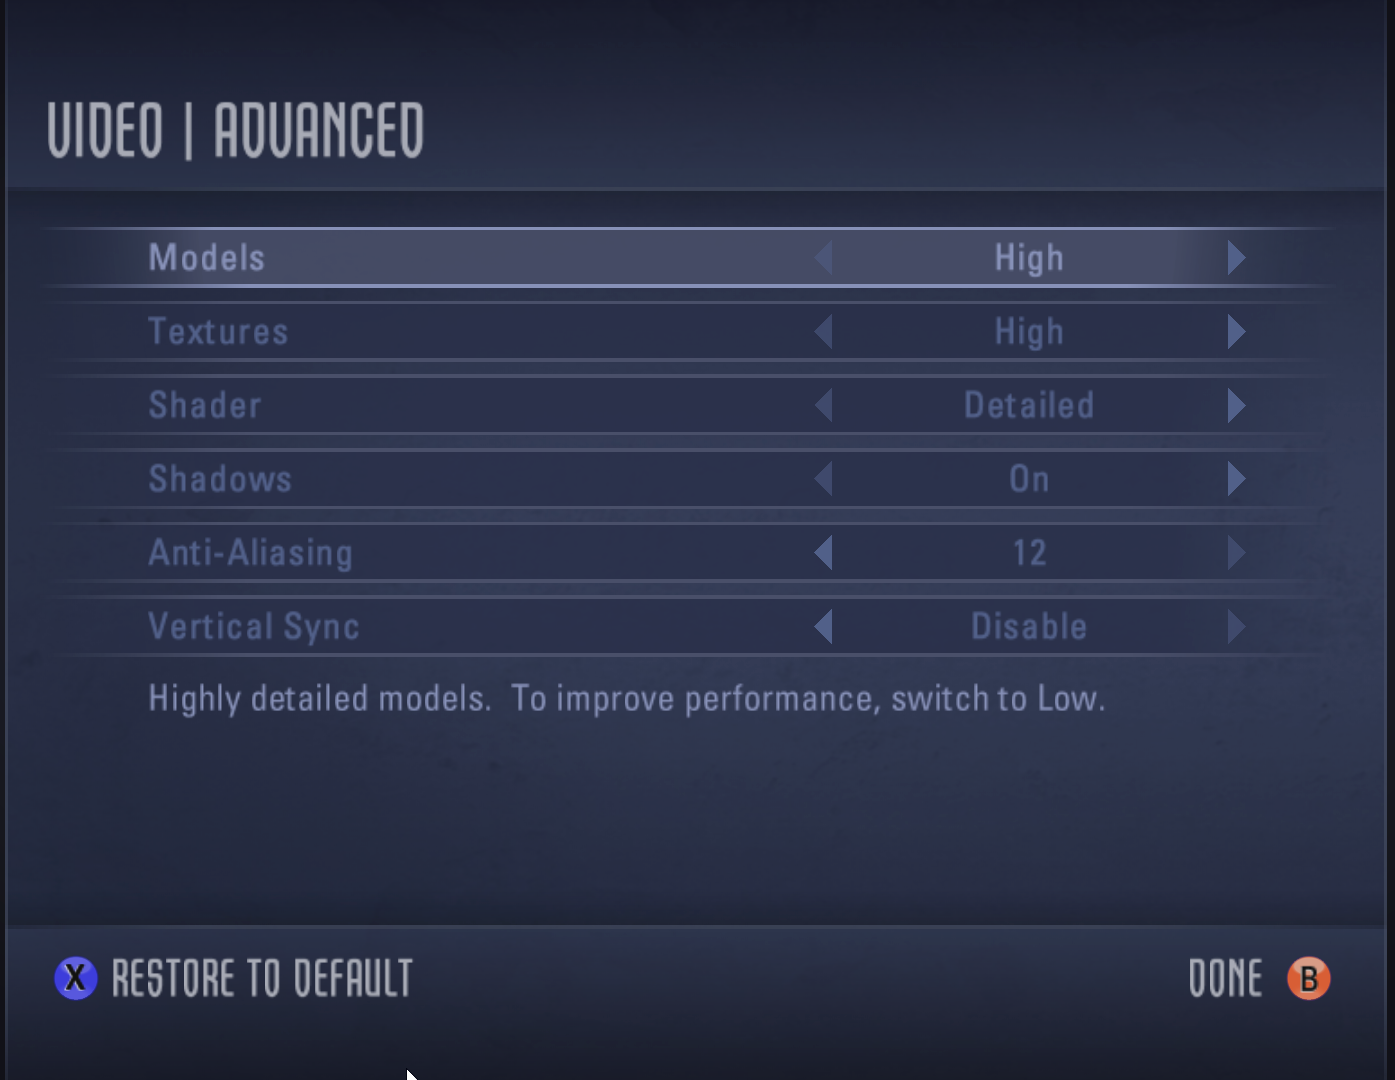 VIDEO | ADVANCED
Models High
Textures High
Shader Detailed
Shadows On
Anti-Aliasing 12
Vertical Sync Disable
Highly detailed models.  To improve performance, switch to Low.
X RESTORE TO DEFAULT DONE B